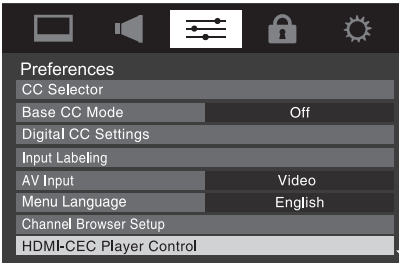 Preferences
CC Selector
Base CC Mode Off
Digital CC Settings
Input Labeling
AV Input Video
Menu Language English
Channel Browser Setup
HDMI-CEC Player Control